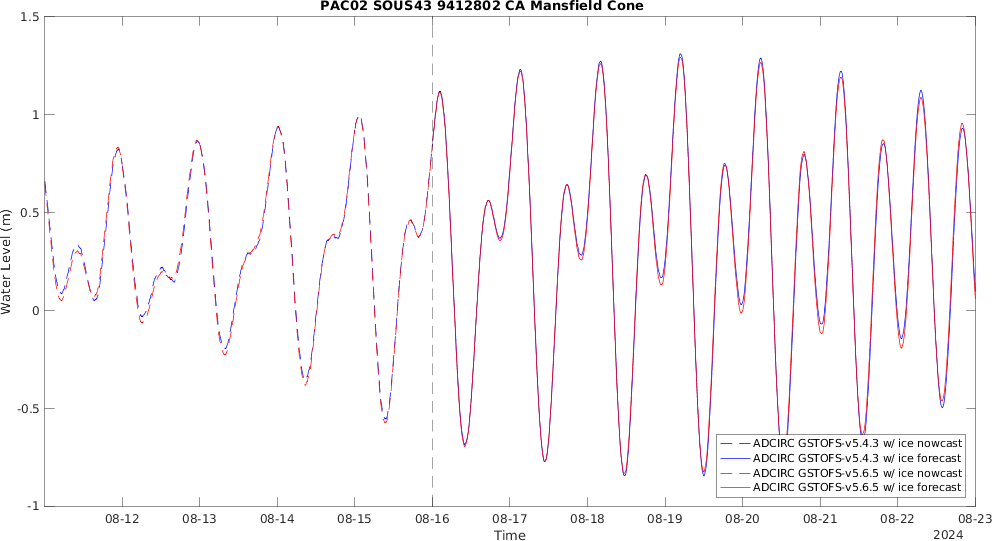 PAC02 SOUS43 9412802 CA Mansfield Cone
1.5
1
0.5
0
-0.5
-1
Water Level (m)
ADCIRC GSTOFS-v5.4.3 w/ ice nowcast
ADCIRC GSTOFS-v5.4.3 w/ ice forecast
ADCIRC GSTOFS-v5.6.5 w/ ice nowcast
ADCIRC GSTOFS-v5.6.5 w/ ice forecast
08-12 08-13 08-14 08-15 08-16 08-17 08-18 08-19 08-20 08-21 08-22 08-23
Time
2024